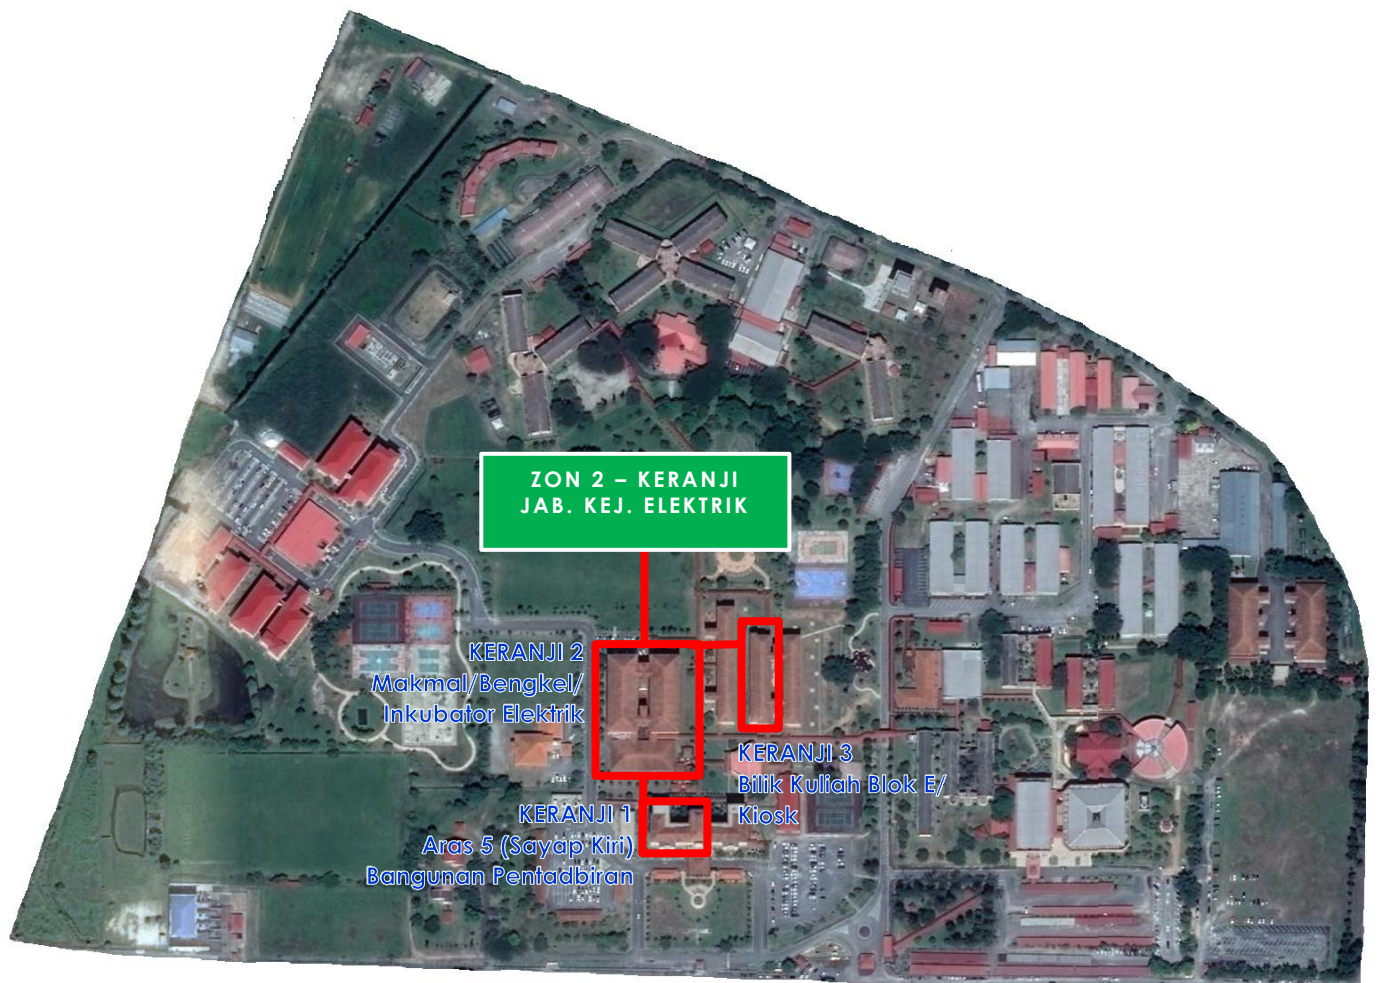 ZON 2 – KERANJI
JAB. KEJ. ELEKTRIK
KERANJI 2
Makmal/Bengkel/
Inkubator Elektrik
KERANJI 3
Bilik Kuliah Blok E/
Kiosk
KERANJI 1
Aras 5 (Sayap Kiri)
Bangunan Pentadbiran